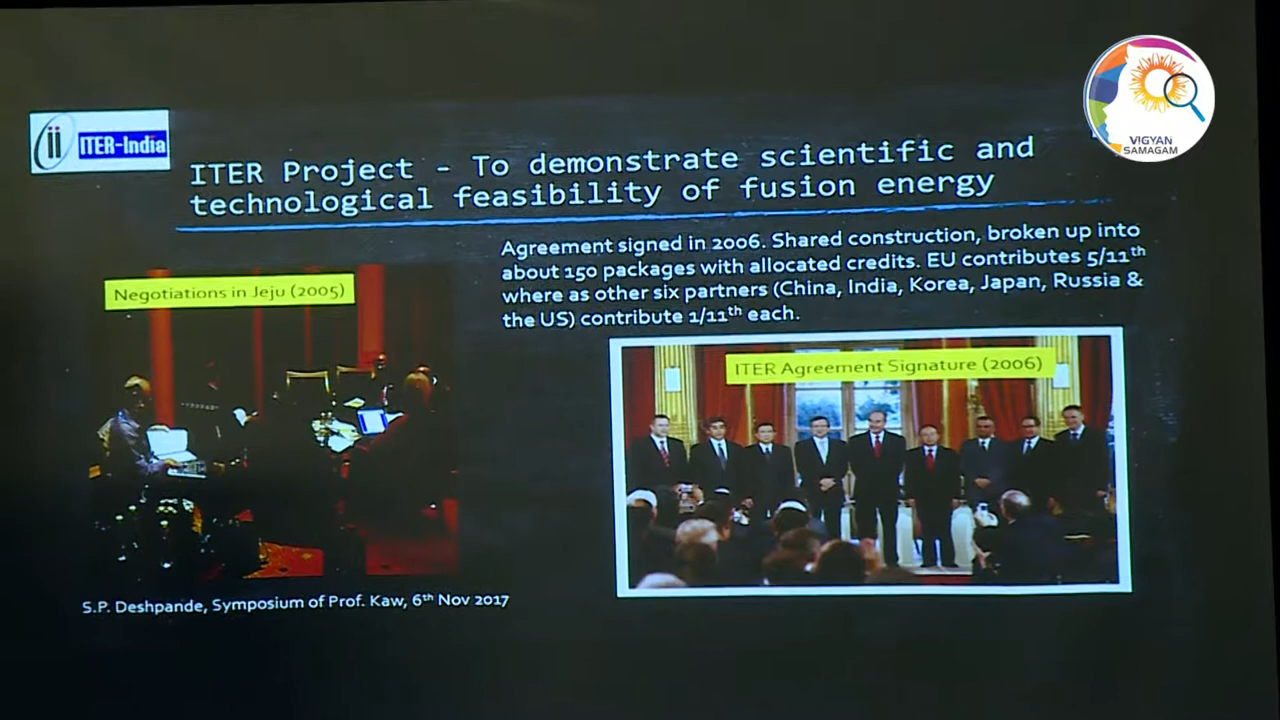 VIGYAN
SAMAGAM
ii ITER-India
ITER Project - To demonstrate scientific and
technological feasibility of fusion energy
Agreement signed in 2006. Shared construction, broken up into
about 150 packages with allocated credits. EU contributes 5/11th
where as other six partners (China, India, Korea, Japan, Russia &
the US) contribute 1/11th each.
Negotiations in Jeju (2005)
ITER Agreement Signature (2006)
S.P. Deshpande, Symposium of Prof. Kaw, 6th Nov 2017